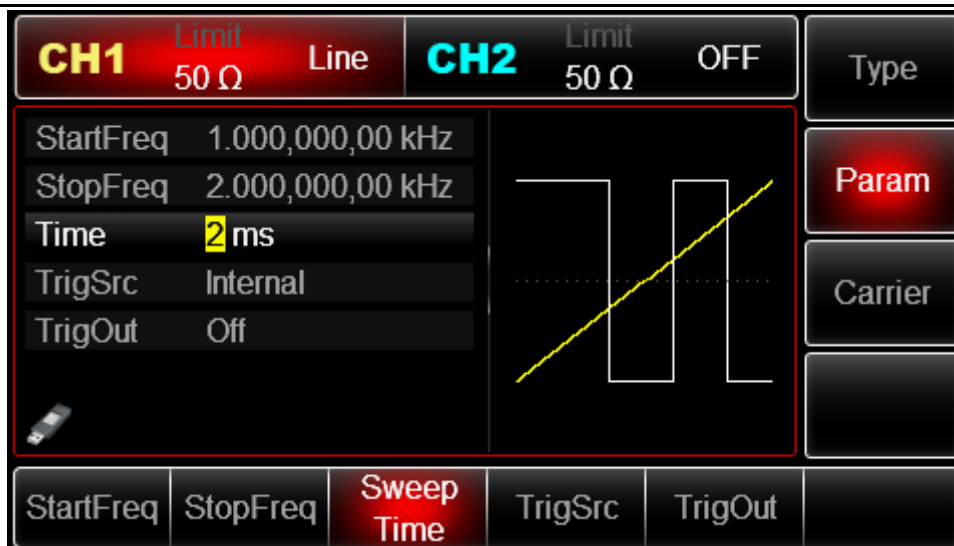 CH1 Limit 50 Ω Line CH2 Limit 50 Ω OFF
Type
StartFreq 1.000,000,00 kHz
StopFreq 2.000,000,00 kHz
Param
Time 2 ms
TrigSrc Internal
Carrier
TrigOut Off
StartFreq StopFreq Sweep Time TrigSrc TrigOut